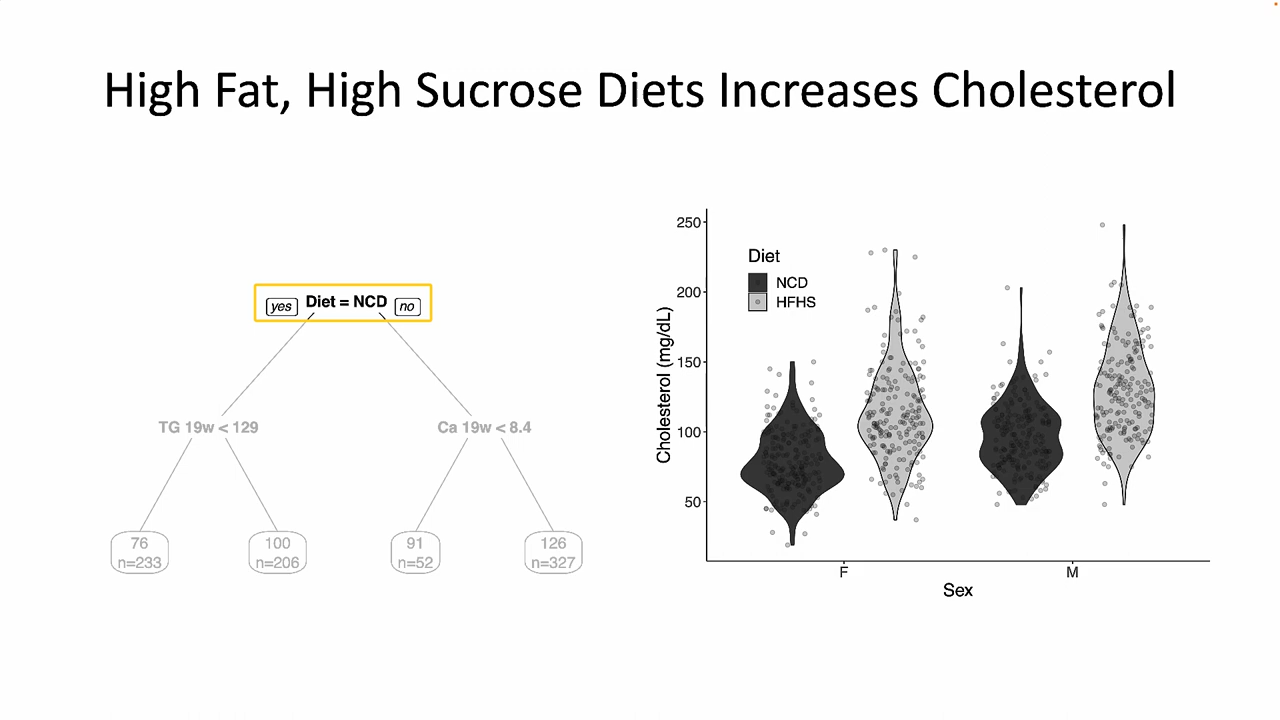 High Fat, High Sucrose Diets Increases Cholesterol
yes Diet = NCD no
TG 19w < 129
Ca 19w < 8.4
76
n=233
100
n=206
91
n=52
126
n=327
250
200
150
100
50
Cholesterol (mg/dL)
Diet
NCD
HFHS
F
M
Sex